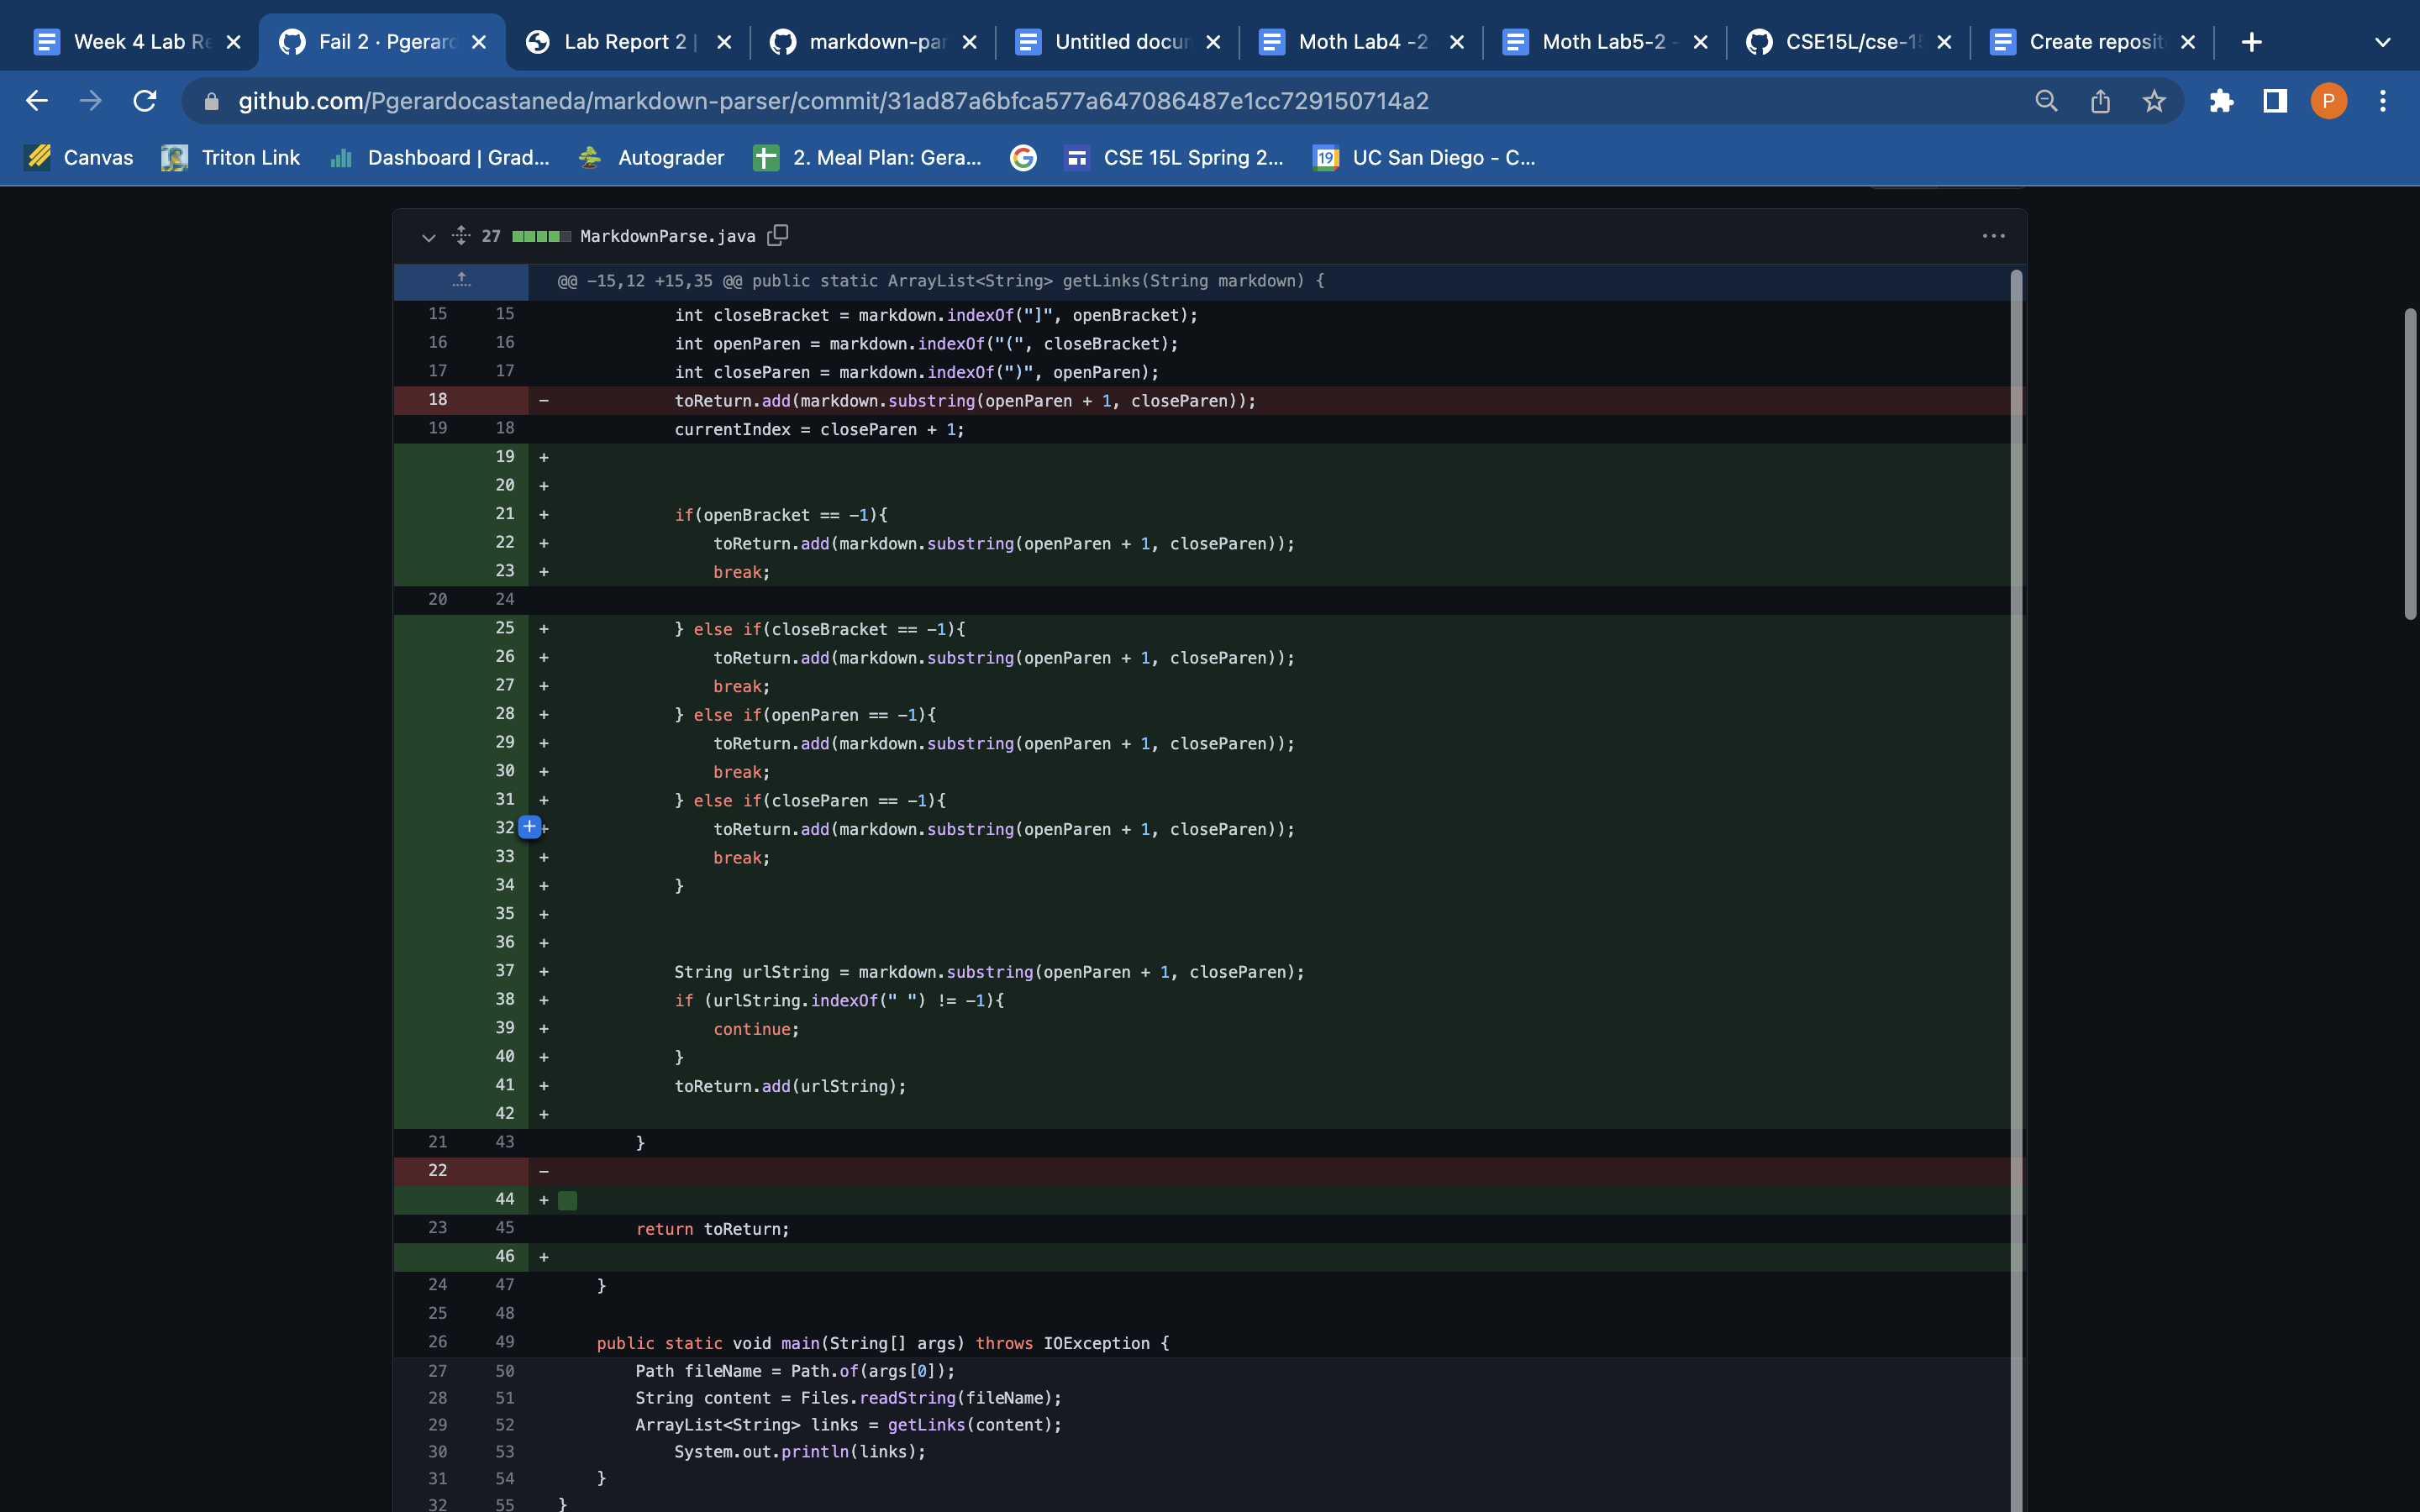 Week 4 Lab Re
Fail 2 · Pgerard
Lab Report 2 |
markdown-par
Untitled docur
Moth Lab4 -2
Moth Lab5-2 -
CSE15L/cse-15
Create reposit
github.com/Pgerardocastaneda/markdown-parser/commit/31ad87a6bfca577a647086487e1cc729150714a2
P
Canvas
Triton Link
Dashboard | Grad...
Autograder
2. Meal Plan: Gera...
CSE 15L Spring 2...
19
UC San Diego - C...
27 MarkdownParse.java
@@ -15,12 +15,35 @@ public static ArrayList<String> getLinks(String markdown) {
15 15 int closeBracket = markdown.indexOf("]", openBracket);
16 16 int openParen = markdown.indexOf("(", closeBracket);
17 17 int closeParen = markdown.indexOf(")", openParen);
18 - toReturn.add(markdown.substring(openParen + 1, closeParen));
19 18 currentIndex = closeParen + 1;
19 +
20 +
21 + if(openBracket == -1){
22 + toReturn.add(markdown.substring(openParen + 1, closeParen));
23 + break;
20 24
25 + } else if(closeBracket == -1){
26 + toReturn.add(markdown.substring(openParen + 1, closeParen));
27 + break;
28 + } else if(openParen == -1){
29 + toReturn.add(markdown.substring(openParen + 1, closeParen));
30 + break;
31 + } else if(closeParen == -1){
32 + toReturn.add(markdown.substring(openParen + 1, closeParen));
33 + break;
34 + }
35 +
36 +
37 + String urlString = markdown.substring(openParen + 1, closeParen);
38 + if (urlString.indexOf(" ") != -1){
39 + continue;
40 + }
41 + toReturn.add(urlString);
42 +
21 43 }
22 -
44 +
23 45 return toReturn;
46 +
24 47 }
25 48
26 49 public static void main(String[] args) throws IOException {
27 50 Path fileName = Path.of(args[0]);
28 51 String content = Files.readString(fileName);
29 52 ArrayList<String> links = getLinks(content);
30 53 System.out.println(links);
31 54 }
32 55 }